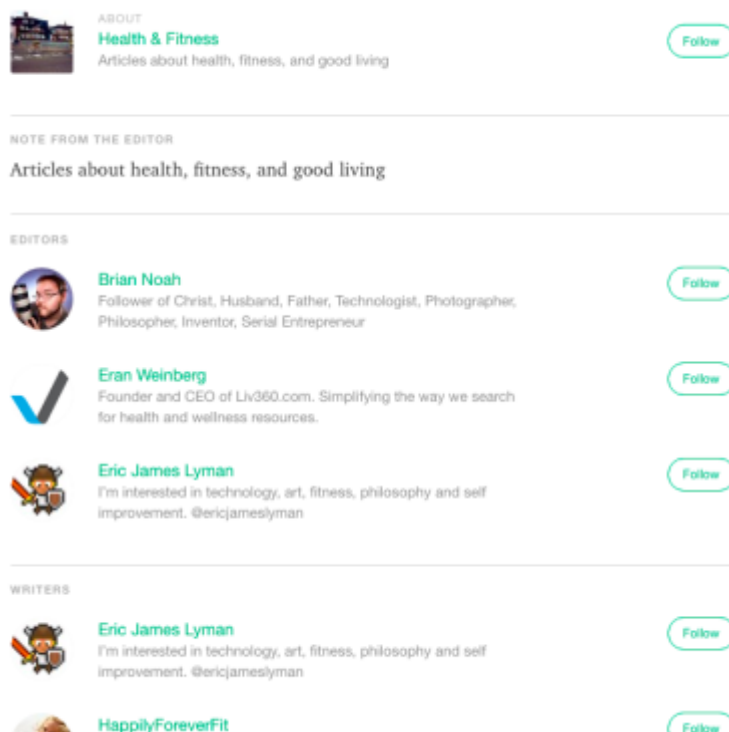 ABOUT
Health & Fitness
Follow
Articles about health, fitness, and good living
NOTE FROM THE EDITOR
Articles about health, fitness, and good living
EDITORS
Brian Noah
Follow
Follower of Christ, Husband, Father, Technologist, Photographer,
Philosopher, Inventor, Serial Entrepreneur
Eran Weinberg
Follow
Founder and CEO of Liv360.com. Simplifying the way we search
for health and wellness resources.
Eric James Lyman
Follow
I'm interested in technology, art, fitness, philosophy and self
improvement. @ericjameslyman
WRITERS
Eric James Lyman
Follow
I'm interested in technology, art, fitness, philosophy and self
improvement. @ericjameslyman
HappilyForeverFit
Follow